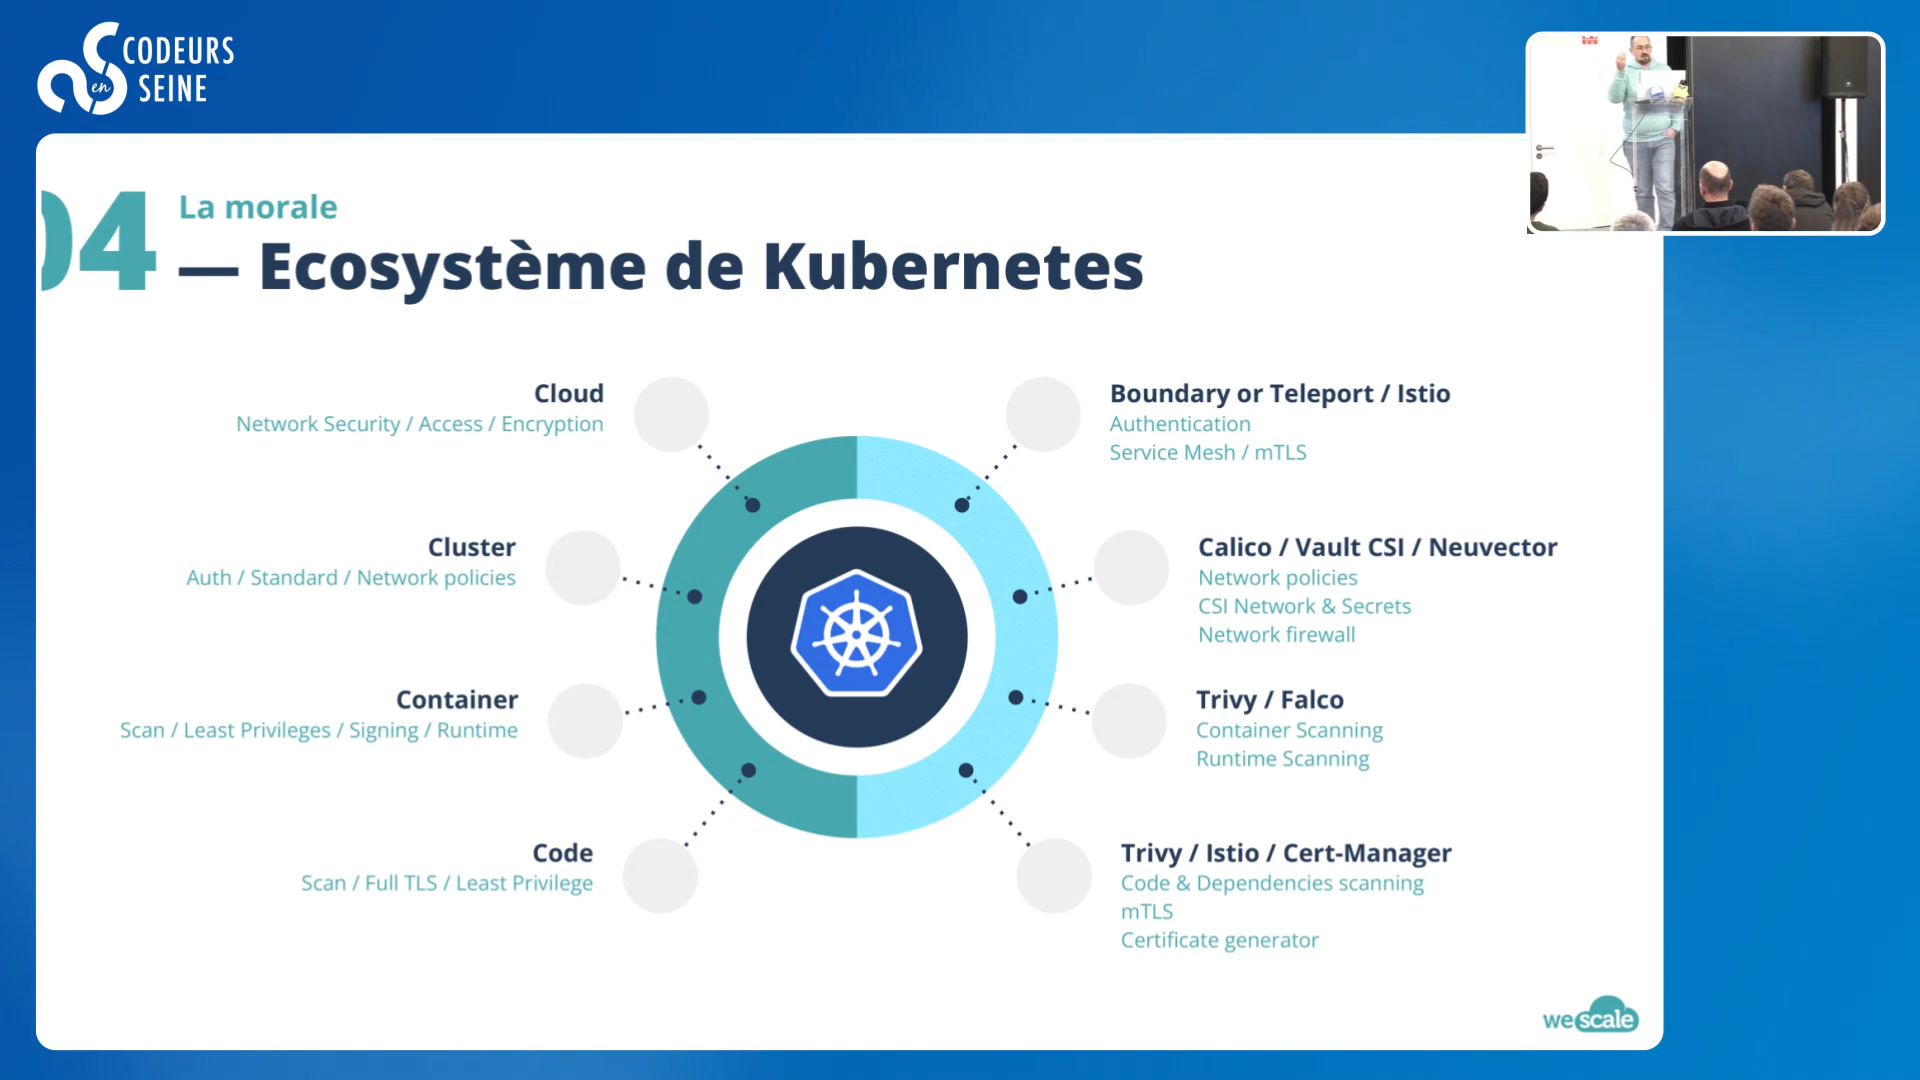 CODEURS
en
SEINE
04
La morale
— Ecosystème de Kubernetes
Cloud
Network Security / Access / Encryption
Cluster
Auth / Standard / Network policies
Container
Scan / Least Privileges / Signing / Runtime
Code
Scan / Full TLS / Least Privilege
Boundary or Teleport / Istio
Authentication
Service Mesh / mTLS
Calico / Vault CSI / Neuvector
Network policies
CSI Network & Secrets
Network firewall
Trivy / Falco
Container Scanning
Runtime Scanning
Trivy / Istio / Cert-Manager
Code & Dependencies scanning
mTLS
Certificate generator
we scale